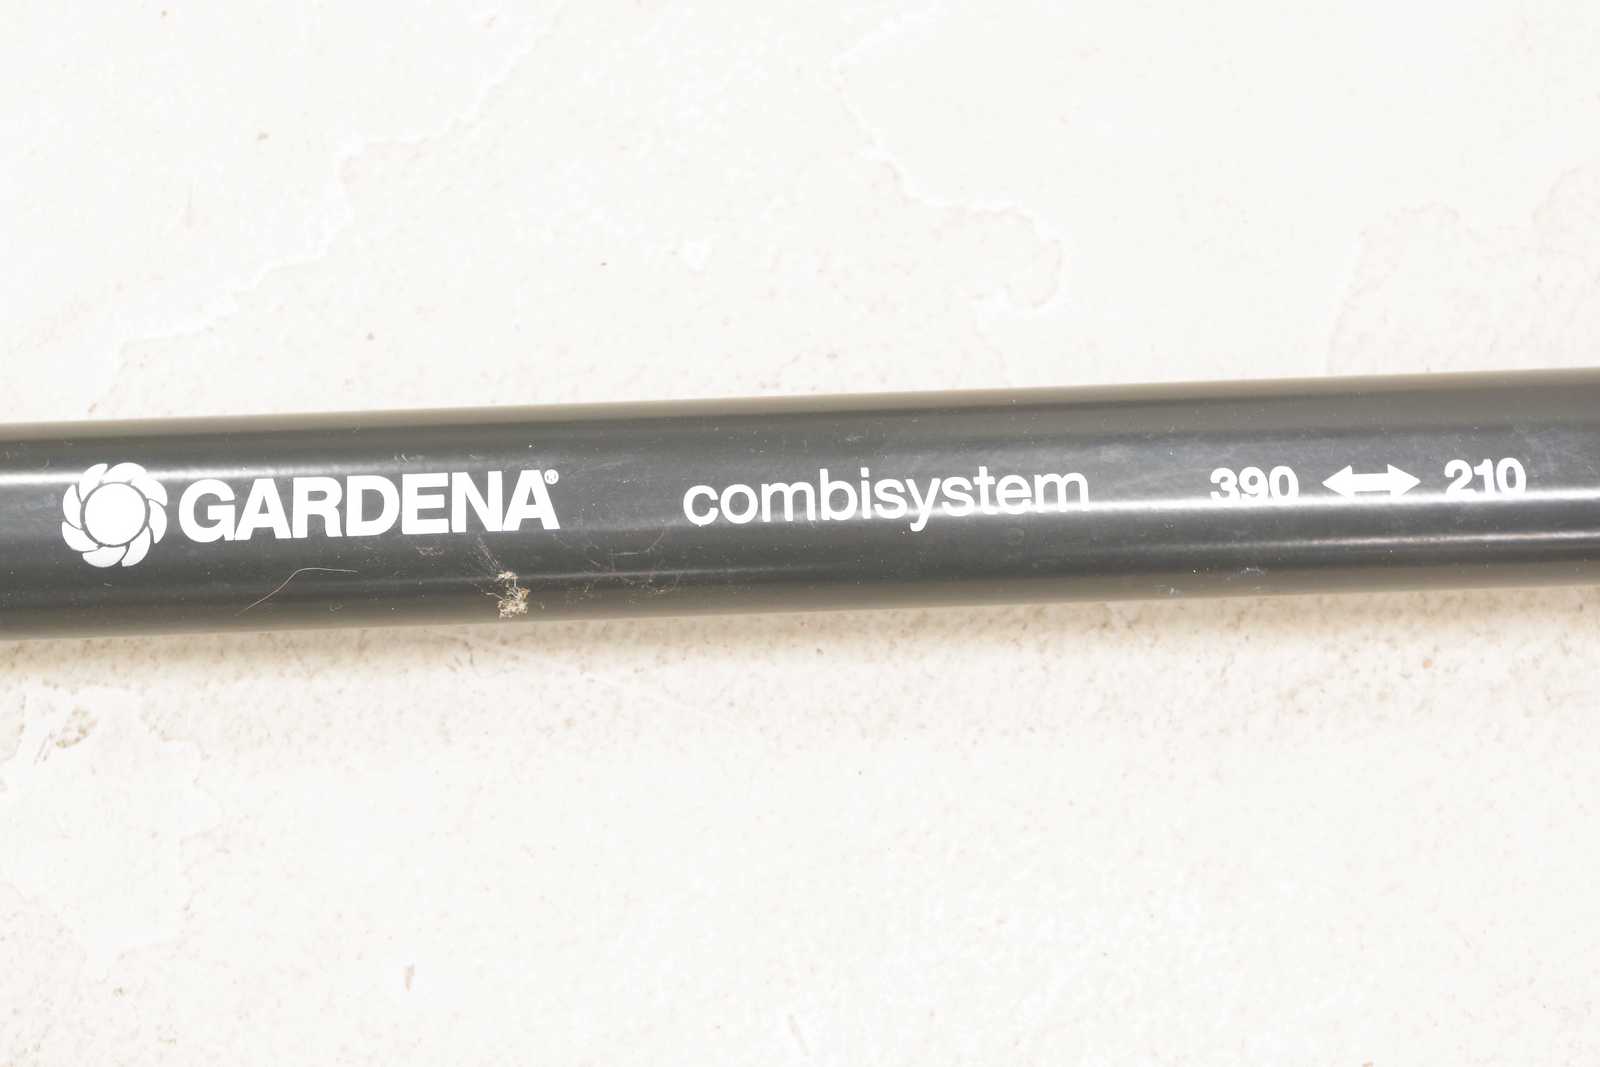 GARDENA® combisystem 390 ↔ 210